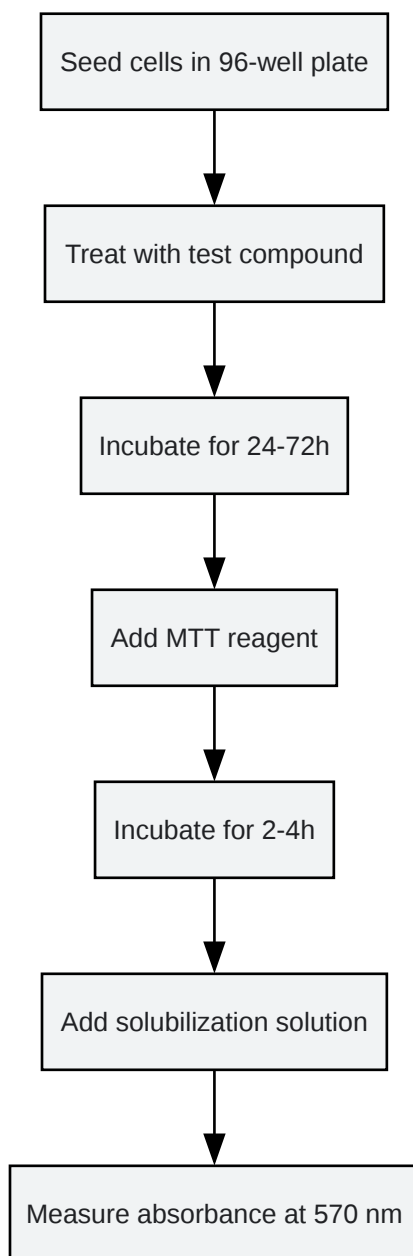 Seed cells in 96-well plate
Treat with test compound
Incubate for 24-72h
Add MTT reagent
Incubate for 2-4h
Add solubilization solution
Measure absorbance at 570 nm